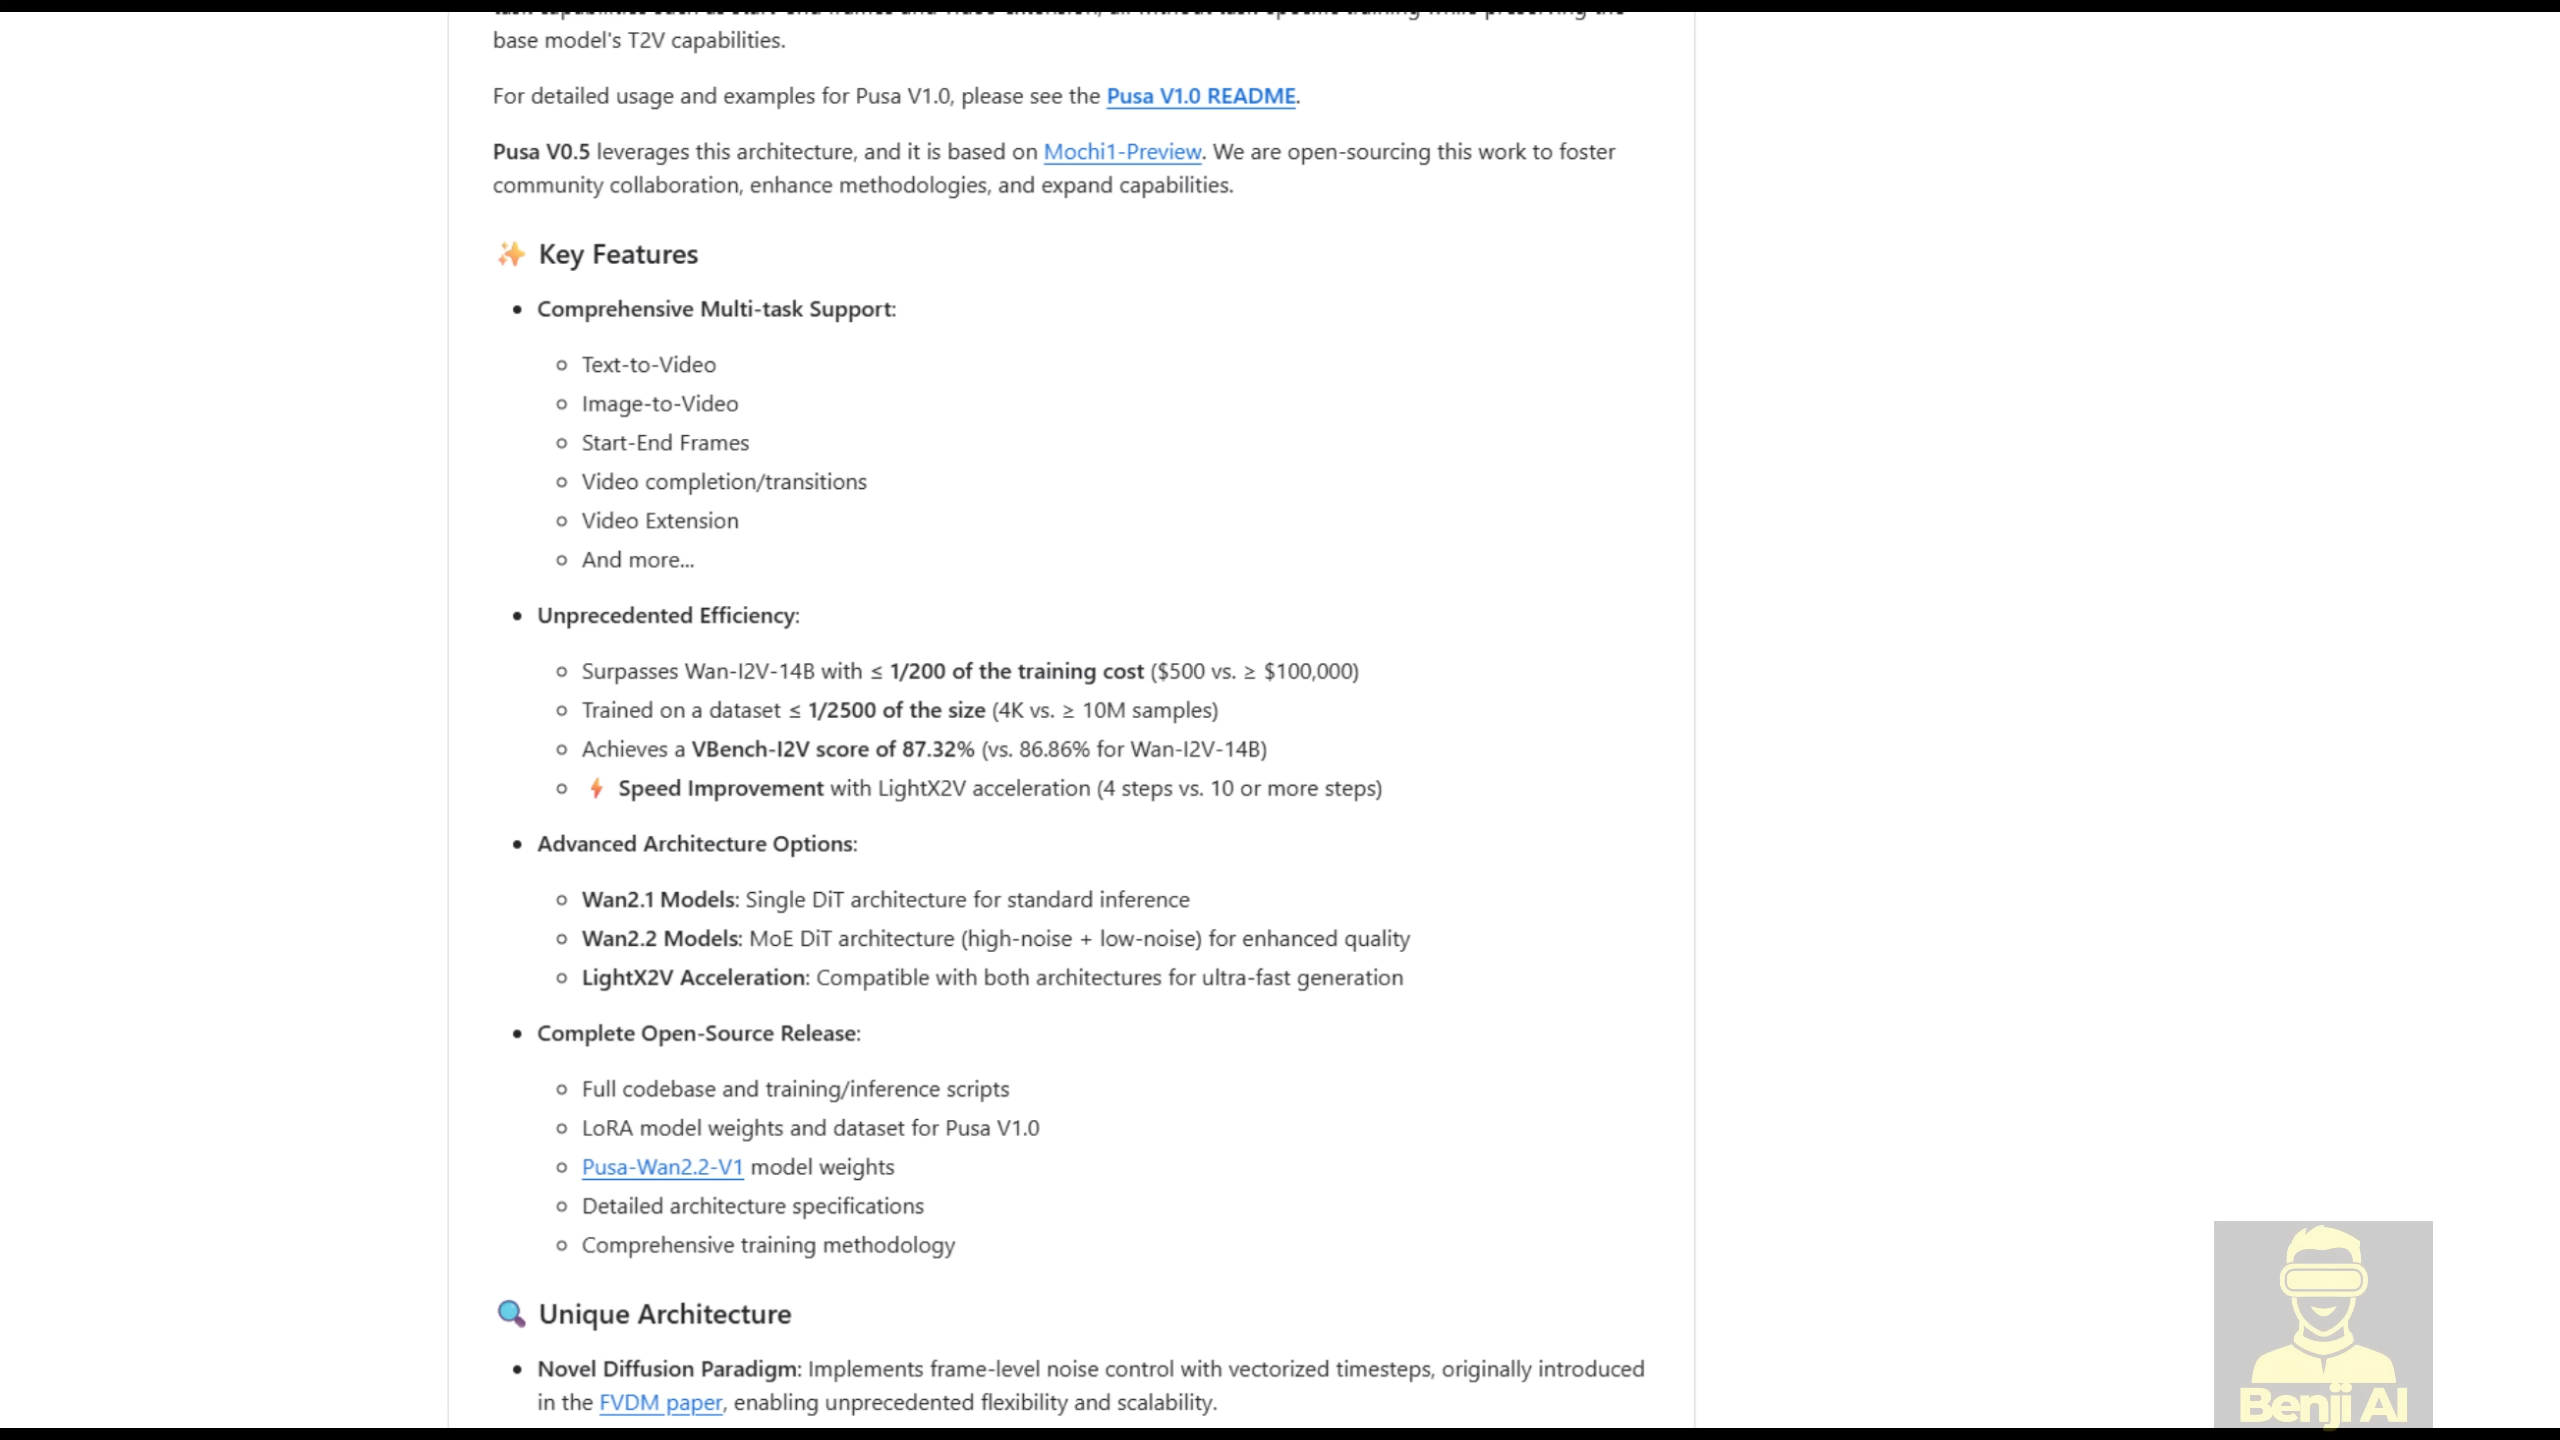 base model's T2V capabilities.
For detailed usage and examples for Pusa V1.0, please see the Pusa V1.0 README.
Pusa V0.5 leverages this architecture, and it is based on Mochi1-Preview. We are open-sourcing this work to foster
community collaboration, enhance methodologies, and expand capabilities.
✨ Key Features
• Comprehensive Multi-task Support:
○ Text-to-Video
○ Image-to-Video
○ Start-End Frames
○ Video completion/transitions
○ Video Extension
○ And more...
• Unprecedented Efficiency:
○ Surpasses Wan-I2V-14B with ≤ 1/200 of the training cost ($500 vs. ≥ $100,000)
○ Trained on a dataset ≤ 1/2500 of the size (4K vs. ≥ 10M samples)
○ Achieves a VBench-I2V score of 87.32% (vs. 86.86% for Wan-I2V-14B)
○ ⚡ Speed Improvement with LightX2V acceleration (4 steps vs. 10 or more steps)
• Advanced Architecture Options:
○ Wan2.1 Models: Single DiT architecture for standard inference
○ Wan2.2 Models: MoE DiT architecture (high-noise + low-noise) for enhanced quality
○ LightX2V Acceleration: Compatible with both architectures for ultra-fast generation
• Complete Open-Source Release:
○ Full codebase and training/inference scripts
○ LoRA model weights and dataset for Pusa V1.0
○ Pusa-Wan2.2-V1 model weights
○ Detailed architecture specifications
○ Comprehensive training methodology
🔍 Unique Architecture
• Novel Diffusion Paradigm: Implements frame-level noise control with vectorized timesteps, originally introduced
in the FVDM paper, enabling unprecedented flexibility and scalability.
Benji AI